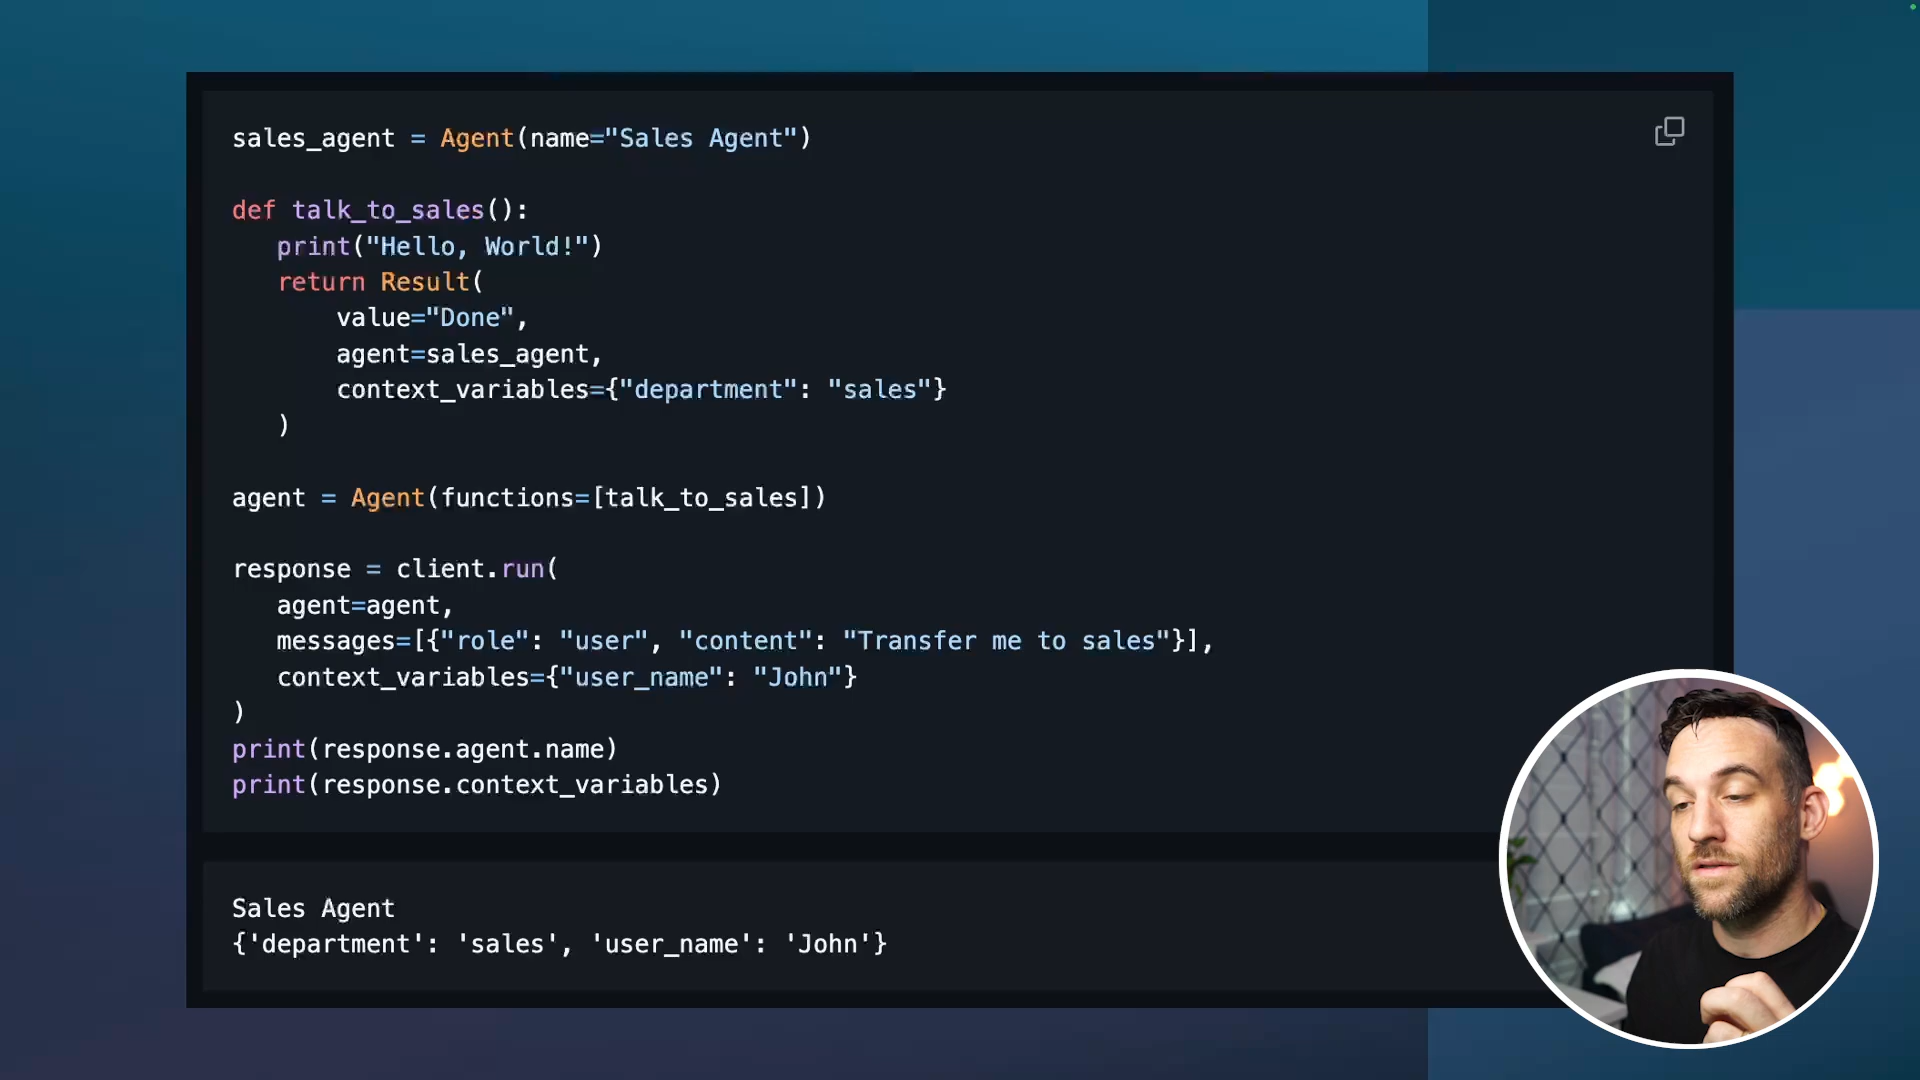 sales_agent = Agent(name="Sales Agent")
def talk_to_sales():
print("Hello, World!")
return Result(
value="Done",
agent=sales_agent,
context_variables={"department": "sales"}
)
agent = Agent(functions=[talk_to_sales])
response = client.run(
agent=agent,
messages=[{"role": "user", "content": "Transfer me to sales"}],
context_variables={"user_name": "John"}
)
print(response.agent.name)
print(response.context_variables)
Sales Agent
{'department': 'sales', 'user_name': 'John'}